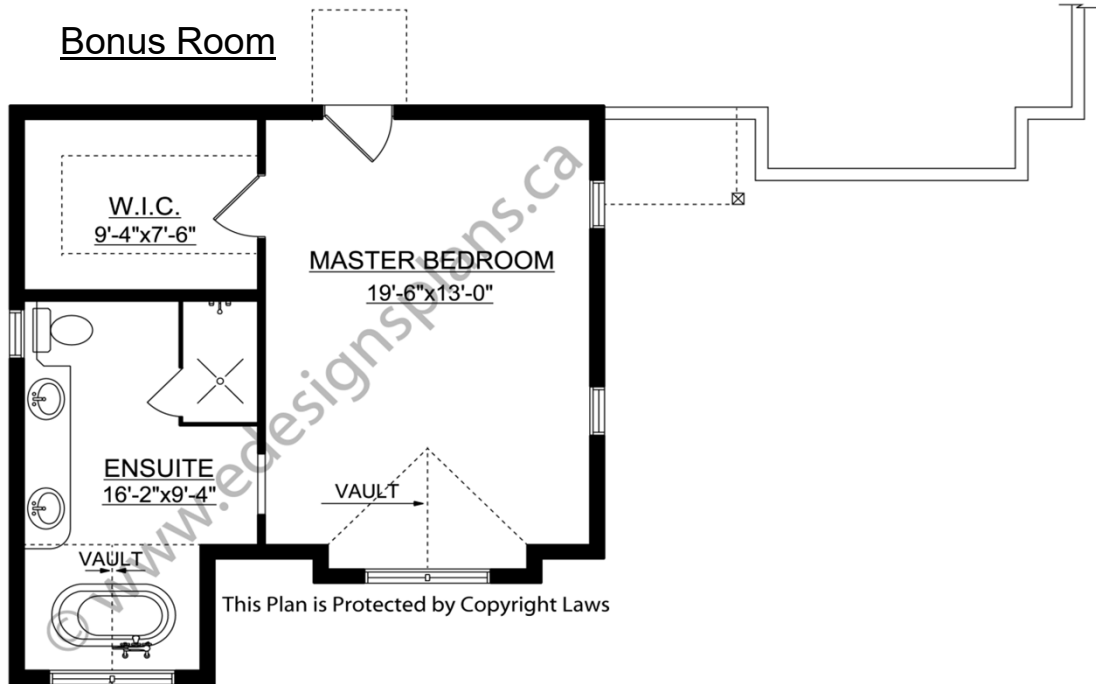 Bonus Room
W.I.C.
9'-4"x7'-6"
MASTER BEDROOM
19'-6"x13'-0"
ENSUITE
16'-2"x9'-4"
VAULT
VAULT
This Plan is Protected by Copyright Laws
© www.edesignsplans.ca